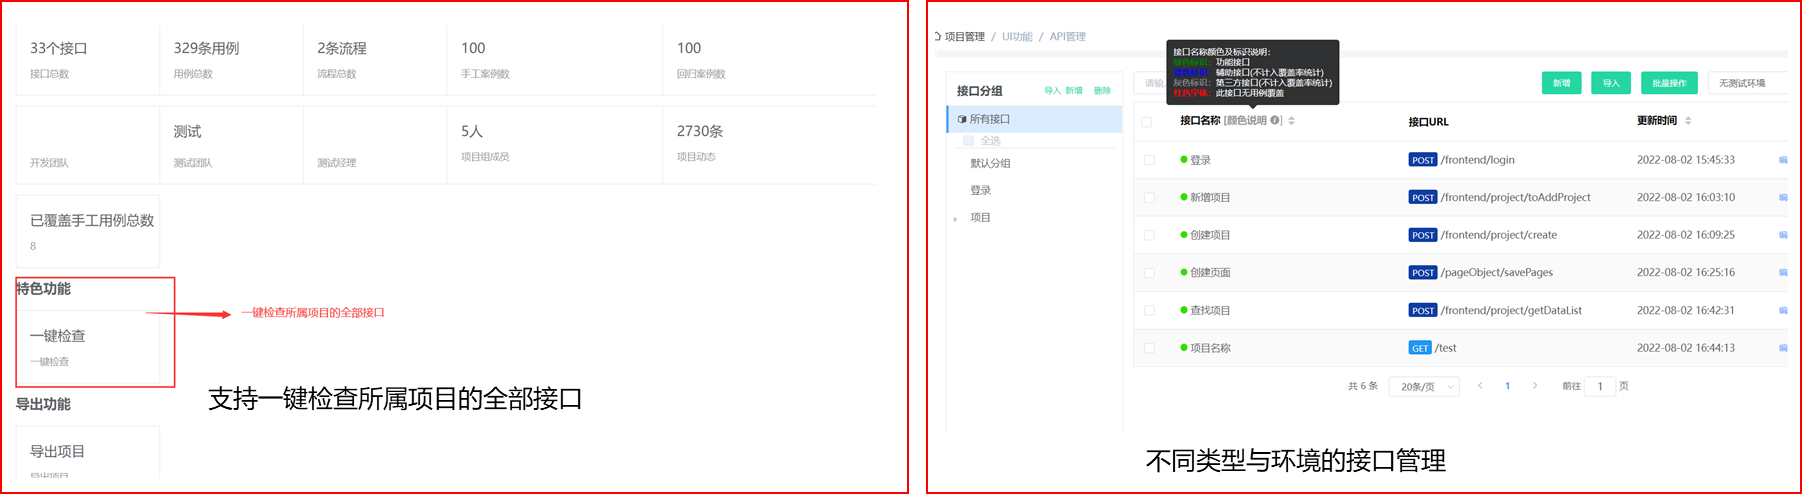 33个接口
329条用例
2条流程
100
100
接口总数
用例总数
流程总数
手工案例数
回归案例数
测试
5人
2730条
开发团队
测试团队
测试经理
项目组成员
项目动态
已覆盖手工用例总数
8
特色功能
一键检查
一键检查
一键检查所属项目的全部接口
支持一键检查所属项目的全部接口
导出功能
导出项目
导出项目
项目管理 / UI功能 / API管理
接口名称颜色及标识说明:
绿色标识: 功能接口
蓝色标识: 辅助接口(不计入覆盖率统计)
灰色标识: 第三方接口(不计入覆盖率统计)
红色字体: 此接口无用例覆盖
接口分组 导入 新增 删除
请输
新增 导入 批量操作 无测试环境
所有接口
全选
默认分组
登录
项目
接口名称 [颜色说明] 接口URL 更新时间
登录 POST /frontend/login 2022-08-02 15:45:33 编
新增项目 POST /frontend/project/toAddProject 2022-08-02 16:03:10 编
创建项目 POST /frontend/project/create 2022-08-02 16:09:25 编
创建页面 POST /pageObject/savePages 2022-08-02 16:25:16 编
查找项目 POST /frontend/project/getDataList 2022-08-02 16:42:31 编
项目名称 GET /test 2022-08-02 16:44:13 编
共 6 条 20条/页 1 前往 1 页
不同类型与环境的接口管理